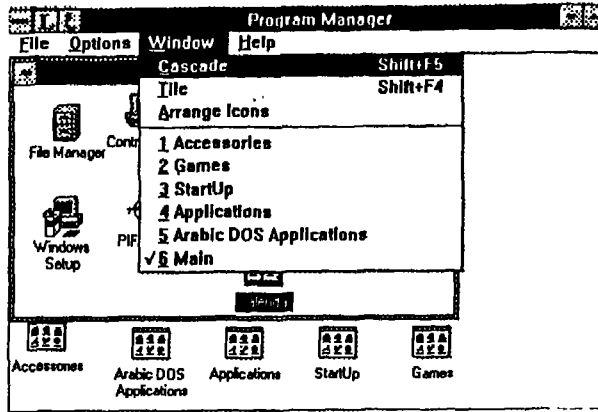 Program Manager
File Options Window Help
Cascade Shift+F5
Tile Shift+F4
Arrange Icons
1 Accessories
2 Games
3 StartUp
4 Applications
5 Arabic DOS Applications
✓6 Main
File Manager
Contr
Windows
Setup
PIF
Accessories
Arabic DOS
Applications
Applications
StartUp
Games